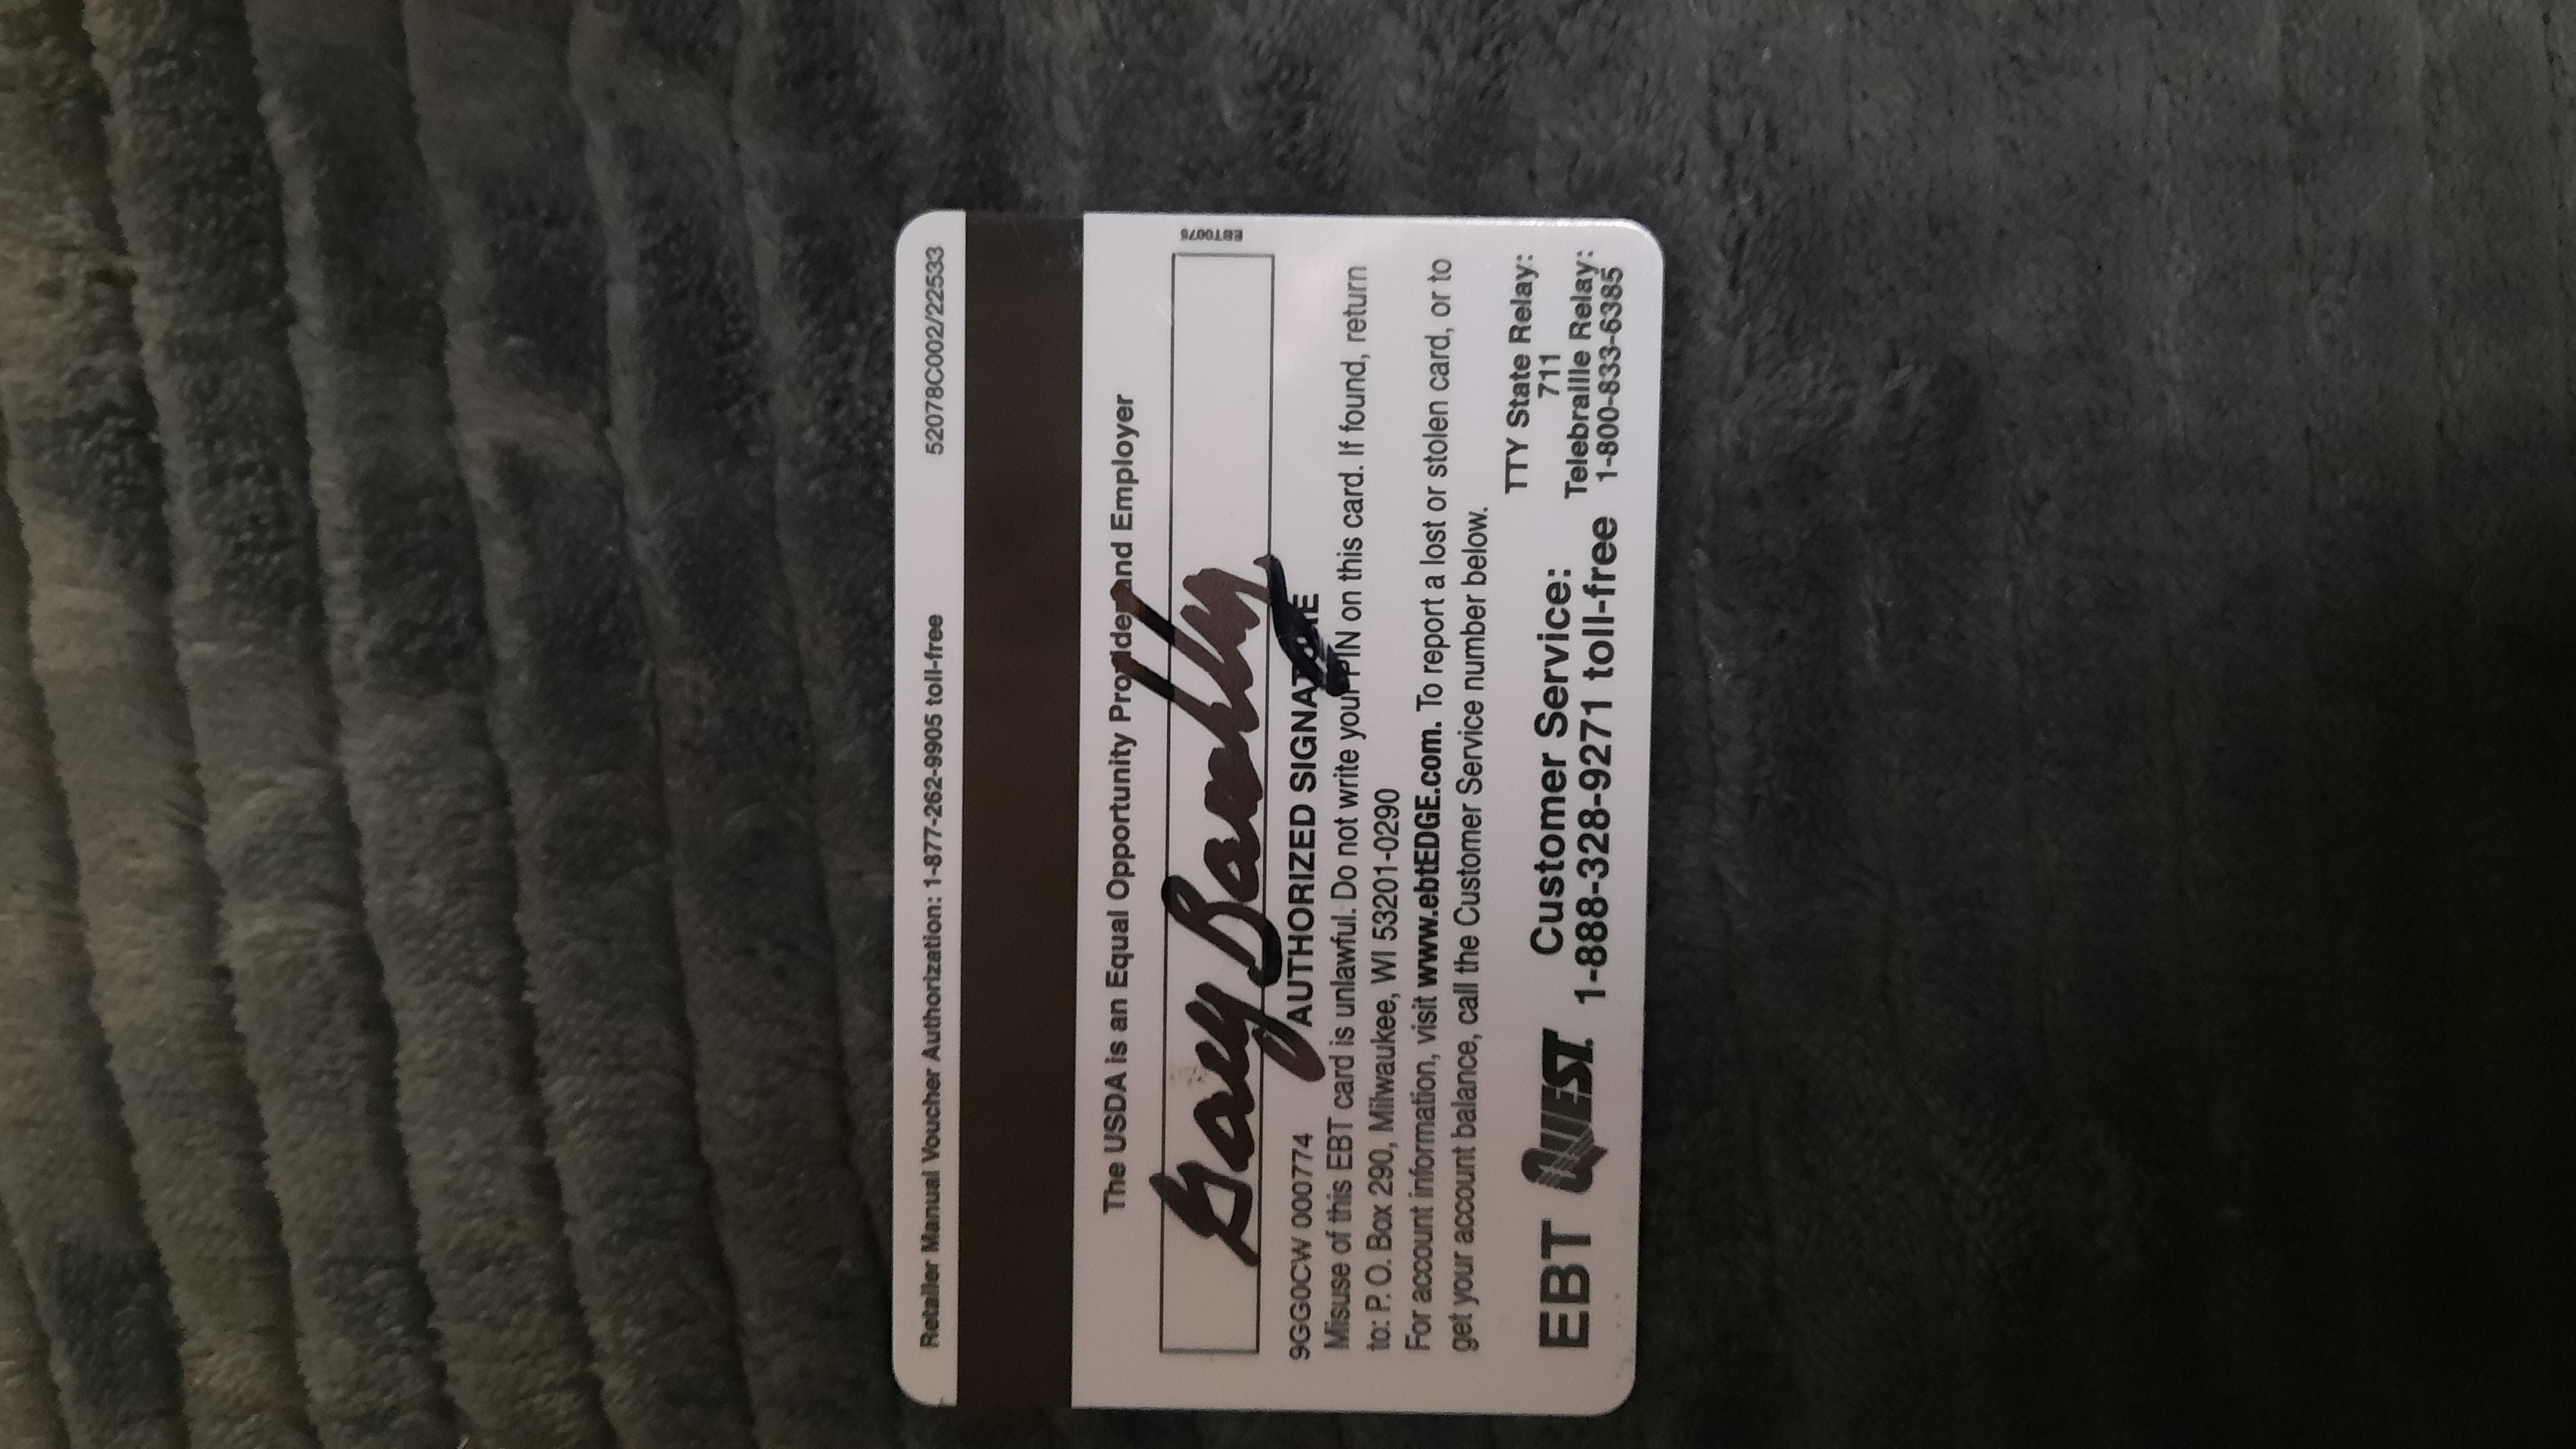 Retailer Manual Voucher Authorization: 1-877-262-9905 toll-free 52078C002/22533
The USDA is an Equal Opportunity Provider and Employer
EBT0076
9GG0CW 000774 AUTHORIZED SIGNATURE
Misuse of this EBT card is unlawful. Do not write your PIN on this card. If found, return
to: P. O. Box 290, Milwaukee, WI 53201-0290
For account information, visit www.ebtEDGE.com. To report a lost or stolen card, or to
get your account balance, call the Customer Service number below.
EBT QUEST.
Customer Service:
1-888-328-9271 toll-free
TTY State Relay:
711
Telebraille Relay:
1-800-833-6385